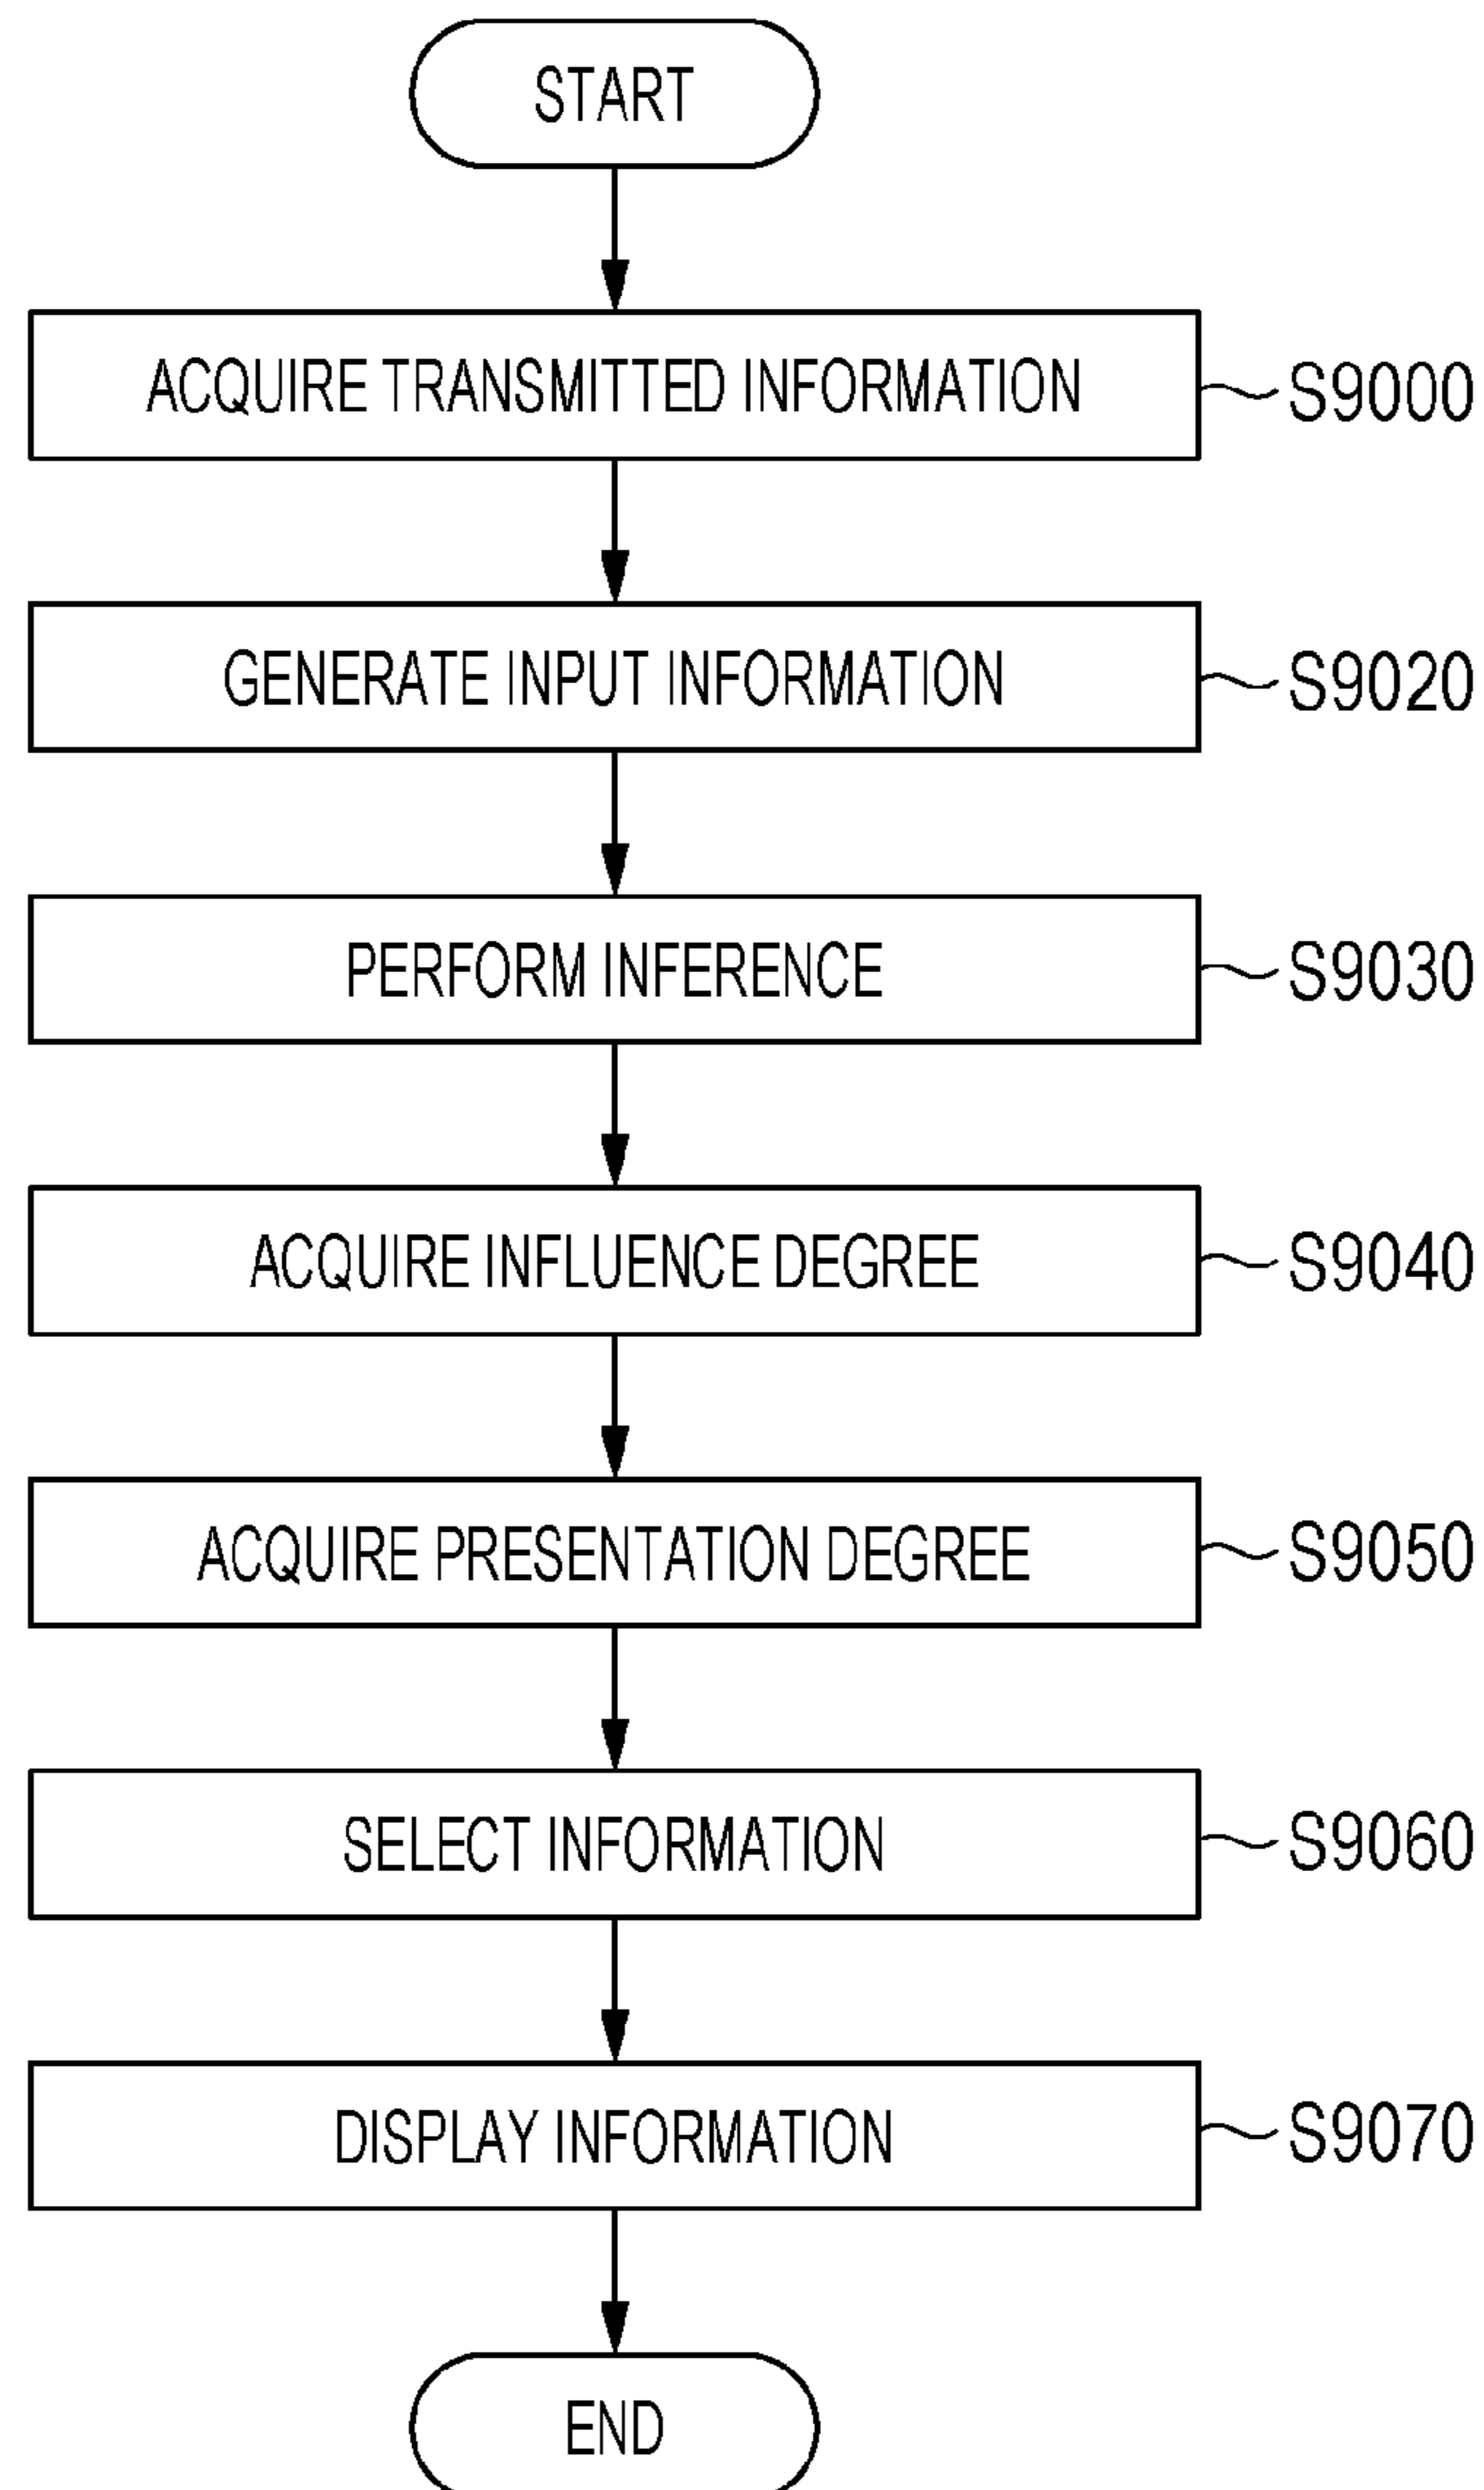 START
ACQUIRE TRANSMITTED INFORMATION S9000
GENERATE INPUT INFORMATION S9020
PERFORM INFERENCE S9030
ACQUIRE INFLUENCE DEGREE S9040
ACQUIRE PRESENTATION DEGREE S9050
SELECT INFORMATION S9060
DISPLAY INFORMATION S9070
END